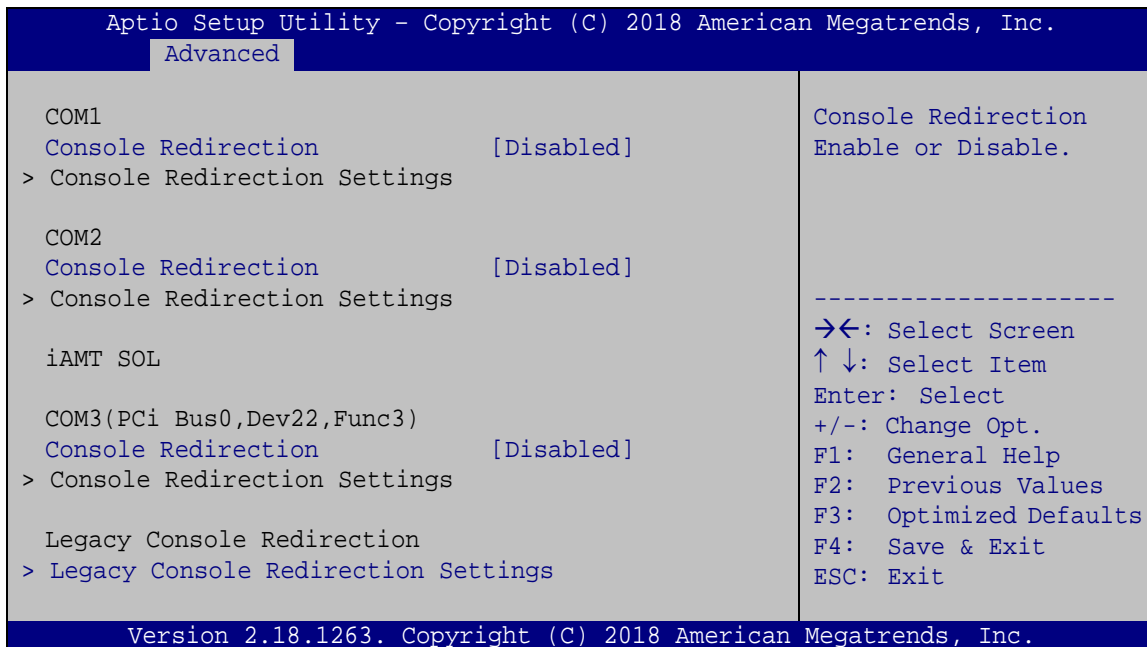 Aptio Setup Utility – Copyright (C) 2018 American Megatrends, Inc.
Advanced
COM1
Console Redirection [Disabled]
> Console Redirection Settings
COM2
Console Redirection [Disabled]
> Console Redirection Settings
iAMT SOL
COM3(PCi Bus0,Dev22,Func3)
Console Redirection [Disabled]
> Console Redirection Settings
Legacy Console Redirection
> Legacy Console Redirection Settings
Console Redirection
Enable or Disable.
---------------------
→←: Select Screen
↑ ↓: Select Item
Enter: Select
+/-: Change Opt.
F1: General Help
F2: Previous Values
F3: Optimized Defaults
F4: Save & Exit
ESC: Exit
Version 2.18.1263. Copyright (C) 2018 American Megatrends, Inc.